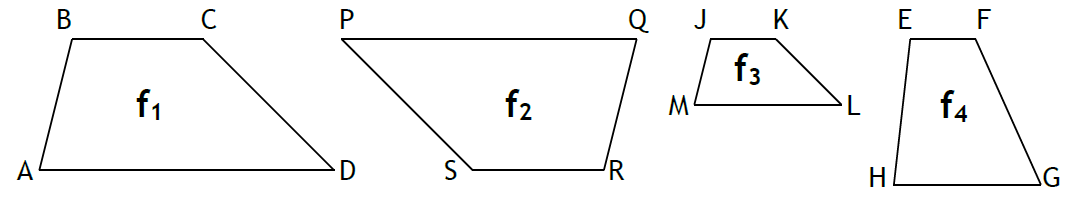 B C P Q J K E F
f₁ f₂ f₃ f₄
M L
A D S R H G